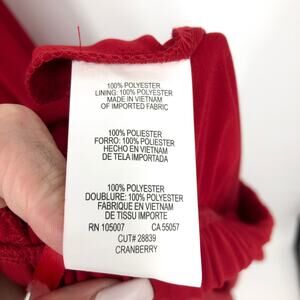 100% POLYESTER
LINING: 100% POLYESTER
MADE IN VIETNAM
OF IMPORTED FABRIC
100% POLIESTER
FORRO: 100% POLIESTER
HECHO EN VIETNAM
DE TELA IMPORTADA
100% POLYESTER
DOUBLURE: 100% POLYESTER
FABRIQUE EN VIETNAM
DE TISSU IMPORTE
RN 105007 CA 55057
CUT# 28839
CRANBERRY